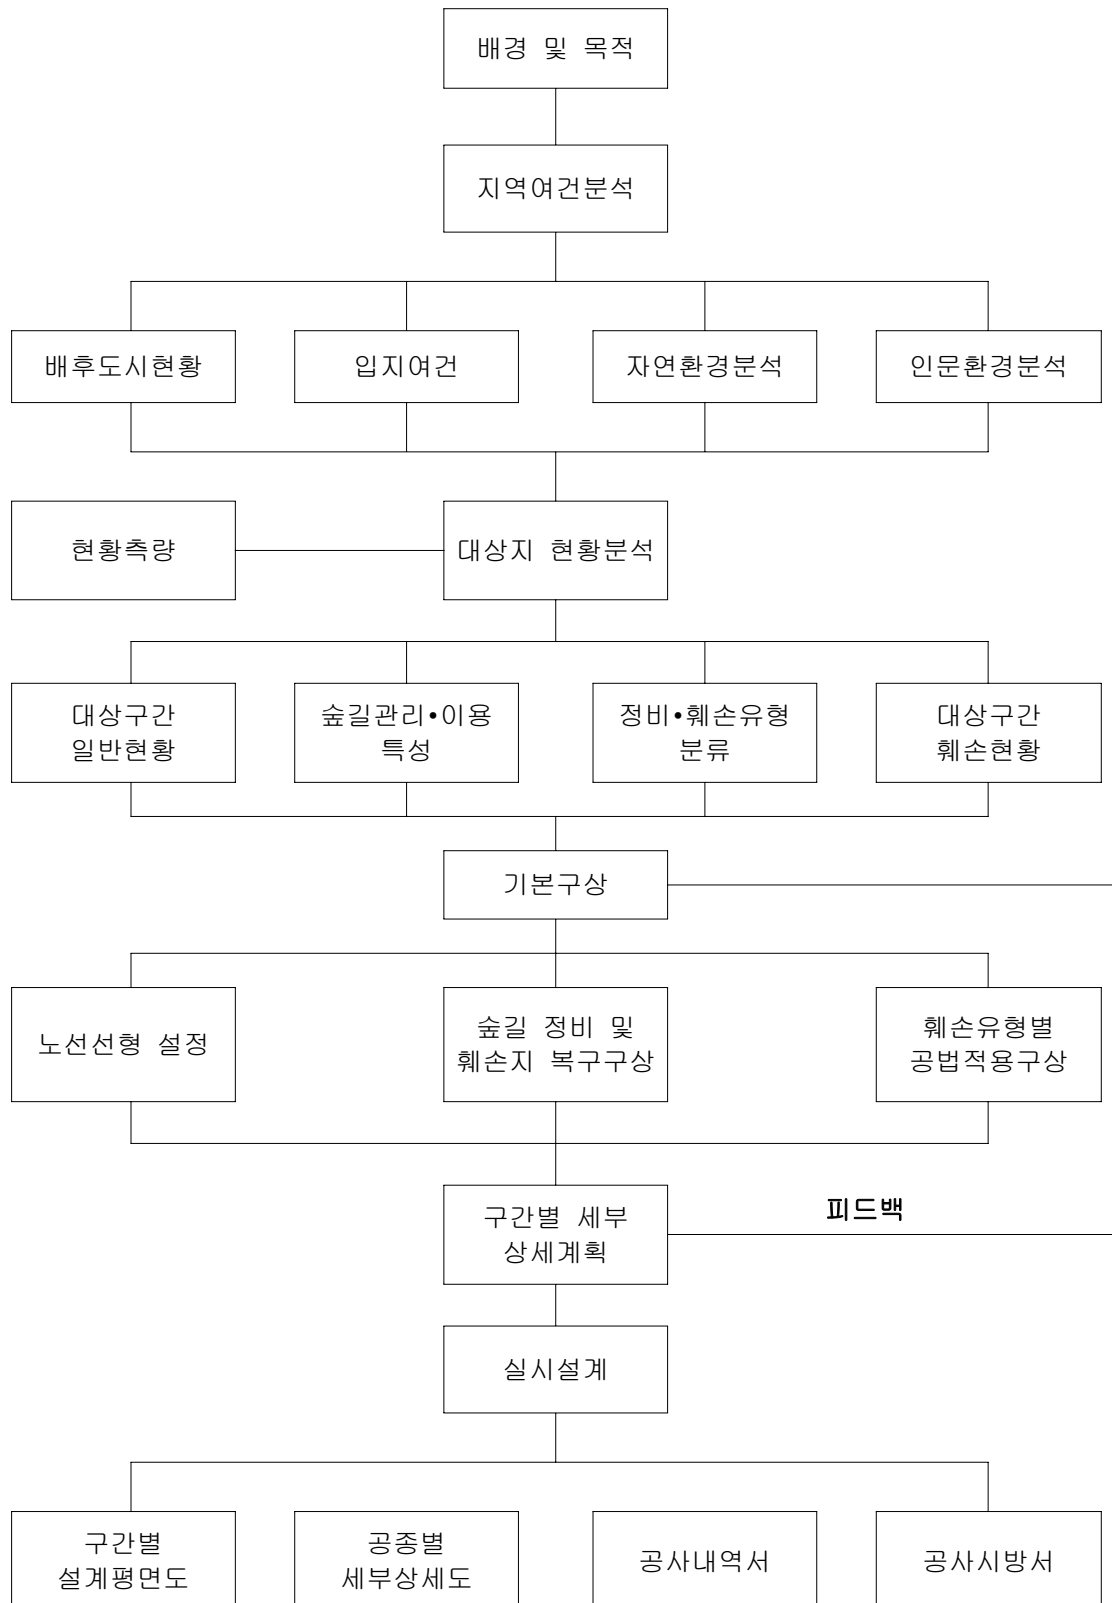 배경 및 목적
지역여건분석
배후도시현황
입지여건
자연환경분석
인문환경분석
현황측량
대상지 현황분석
대상구간
일반현황
숲길관리•이용
특성
정비•훼손유형
분류
대상구간
훼손현황
기본구상
노선선형 설정
숲길 정비 및
훼손지 복구구상
훼손유형별
공법적용구상
구간별 세부
상세계획
피드백
실시설계
구간별
설계평면도
공종별
세부상세도
공사내역서
공사시방서